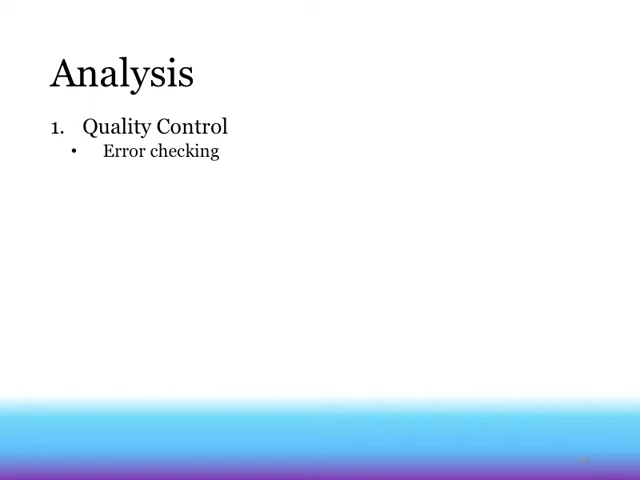 Analysis
1. Quality Control
• Error checking